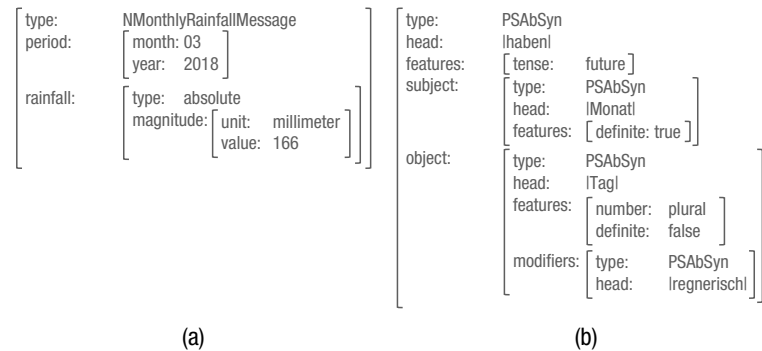 type: NMonthlyRainfallMessage
period: month: 03
year: 2018
rainfall: type: absolute
magnitude: unit: millimeter
value: 166
(a)
type: PSAbSyn
head: |haben|
features: tense: future
subject: type: PSAbSyn
head: |Monat|
features: definite: true
object: type: PSAbSyn
head: |Tag|
features: number: plural
definite: false
modifiers: type: PSAbSyn
head: |regnerisch|
(b)